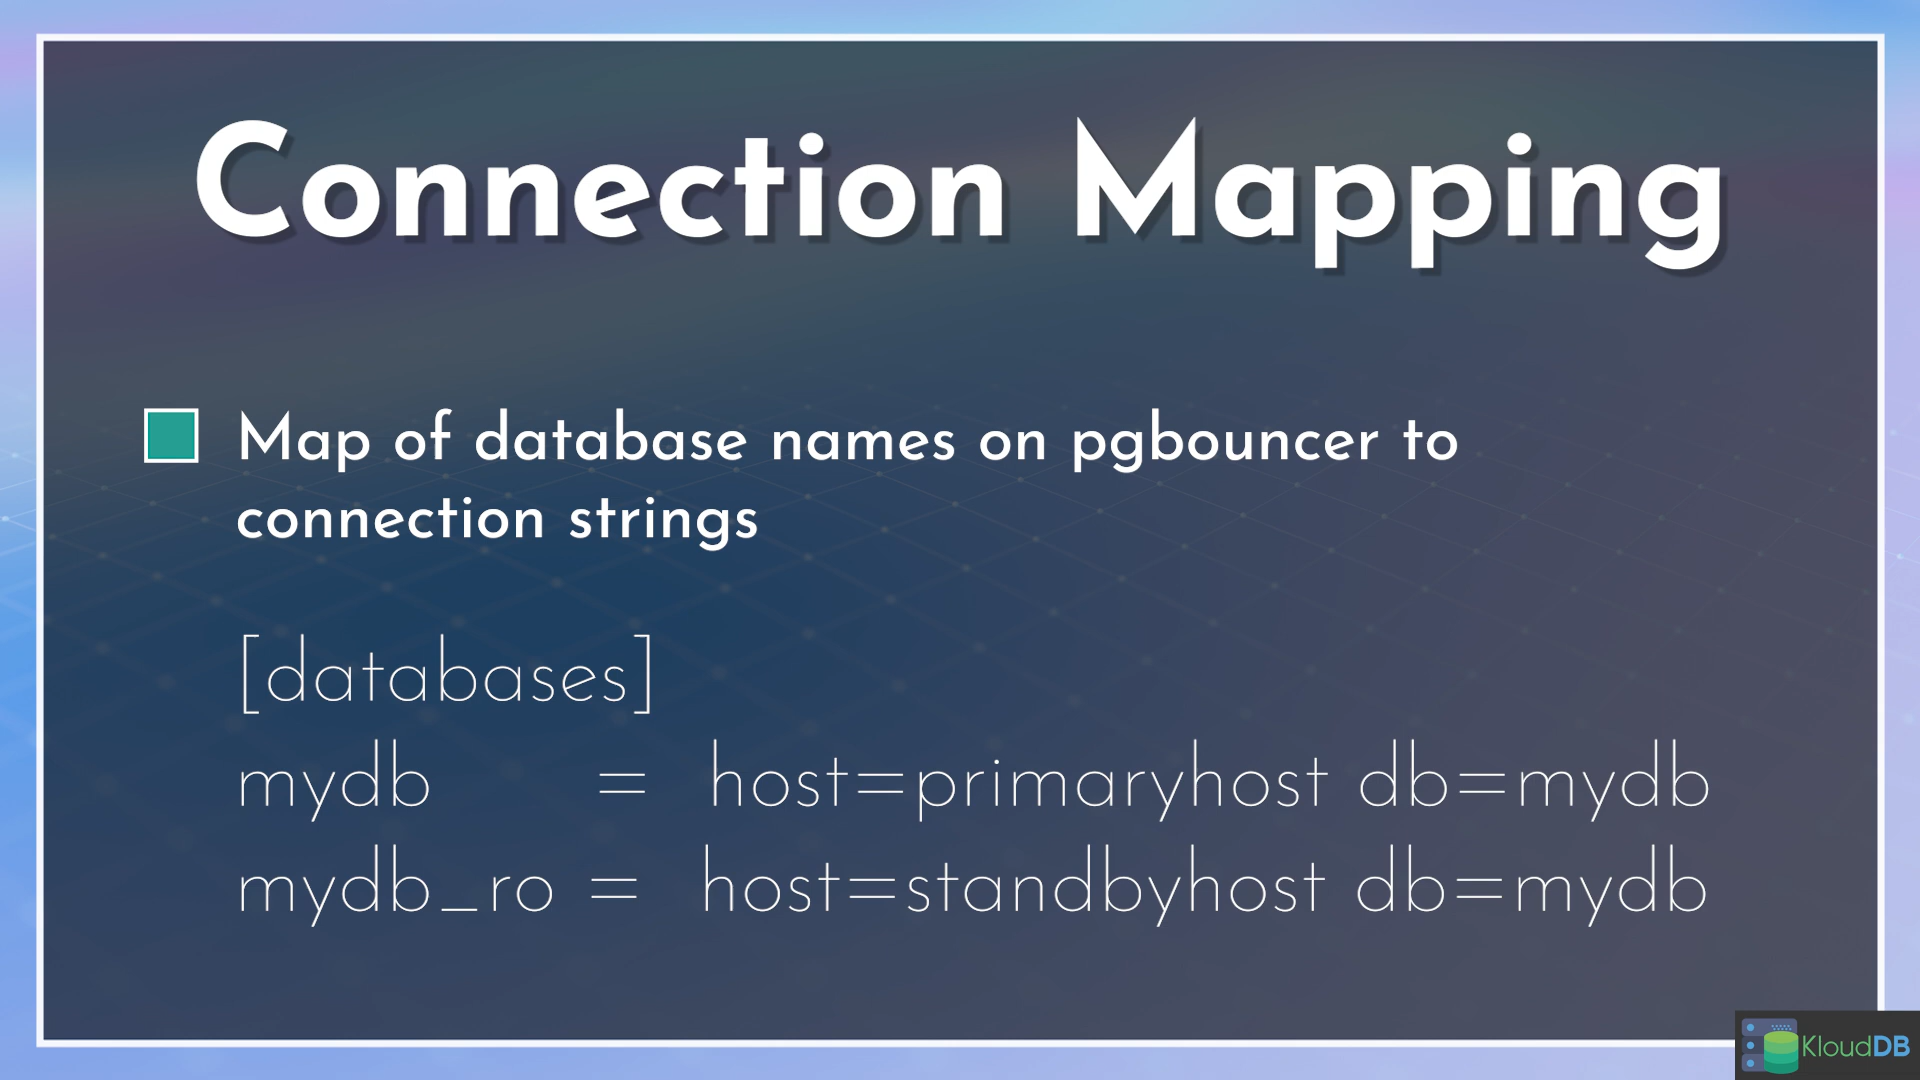 Connection Mapping
Map of database names on pgbouncer to
connection strings
[databases]
mydb = host=primaryhost db=mydb
mydb_ro = host=standbyhost db=mydb
KloudDB